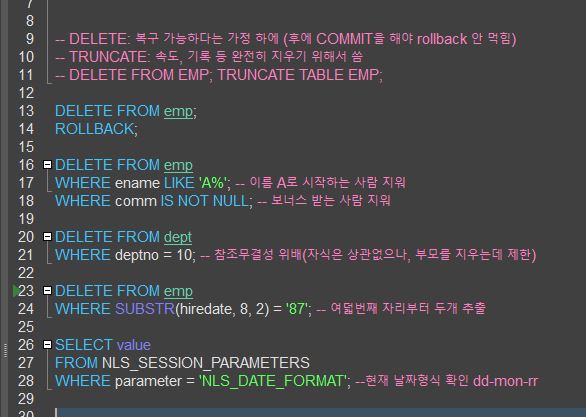 7
8
9 -- DELETE: 복구 가능하다는 가정 하에 (후에 COMMIT을 해야 rollback 안 먹힘)
10 -- TRUNCATE: 속도, 기록 등 완전히 지우기 위해서 씀
11 -- DELETE FROM EMP; TRUNCATE TABLE EMP;
12
13 DELETE FROM emp;
14 ROLLBACK;
15
16 DELETE FROM emp
17 WHERE ename LIKE 'A%'; -- 이름 A로 시작하는 사람 지워
18 WHERE comm IS NOT NULL; -- 보너스 받는 사람 지워
19
20 DELETE FROM dept
21 WHERE deptno = 10; -- 참조무결성 위배(자식은 상관없으나, 부모를 지우는데 제한)
22
23 DELETE FROM emp
24 WHERE SUBSTR(hiredate, 8, 2) = '87'; -- 여덟번째 자리부터 두개 추출
25
26 SELECT value
27 FROM NLS_SESSION_PARAMETERS
28 WHERE parameter = 'NLS_DATE_FORMAT'; --현재 날짜형식 확인 dd-mon-rr
29
30